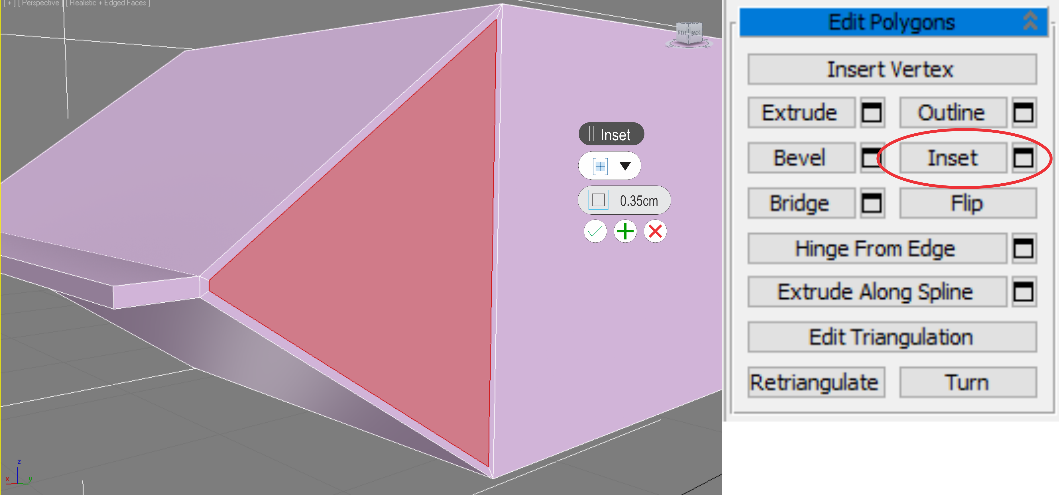 [ + ] [ Perspective ] [ Realistic + Edged Faces ]
Inset
0.35cm
z
x
y
Edit Polygons
Insert Vertex
Extrude Outline
Bevel Inset
Bridge Flip
Hinge From Edge
Extrude Along Spline
Edit Triangulation
Retriangulate Turn